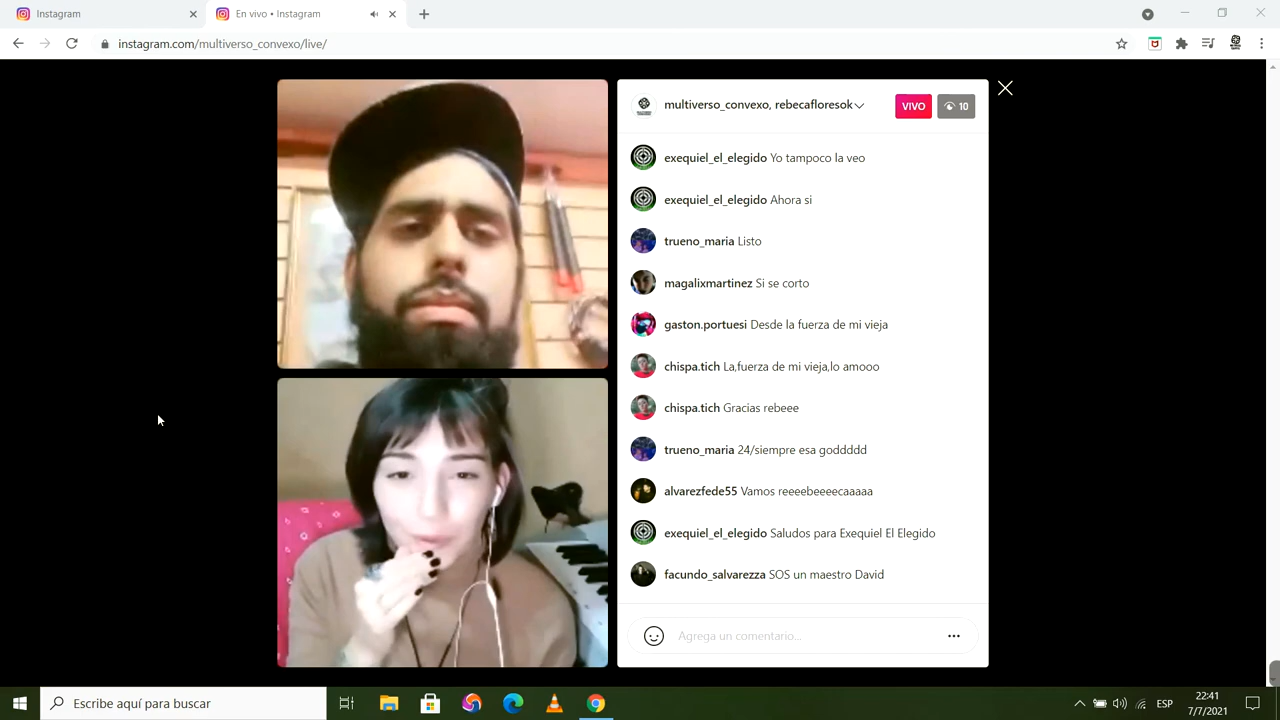 Instagram
En vivo • Instagram
instagram.com/multiverso_convexo/live/
multiverso_convexo, rebecafloresok
VIVO
10
exequiel_el_elegido Yo tampoco la veo
exequiel_el_elegido Ahora si
trueno_maria Listo
magalixmartinez Si se corto
gaston.portuesi Desde la fuerza de mi vieja
chispa.tich La,fuerza de mi vieja,lo amooo
chispa.tich Gracias rebeee
trueno_maria 24/siempre esa goddddd
alvarezfede55 Vamos reeeebeeeecaaaaa
exequiel_el_elegido Saludos para Exequiel El Elegido
facundo_salvarezza SOS un maestro David
Agrega un comentario...
Escribe aquí para buscar
ESP
22:41
7/7/2021